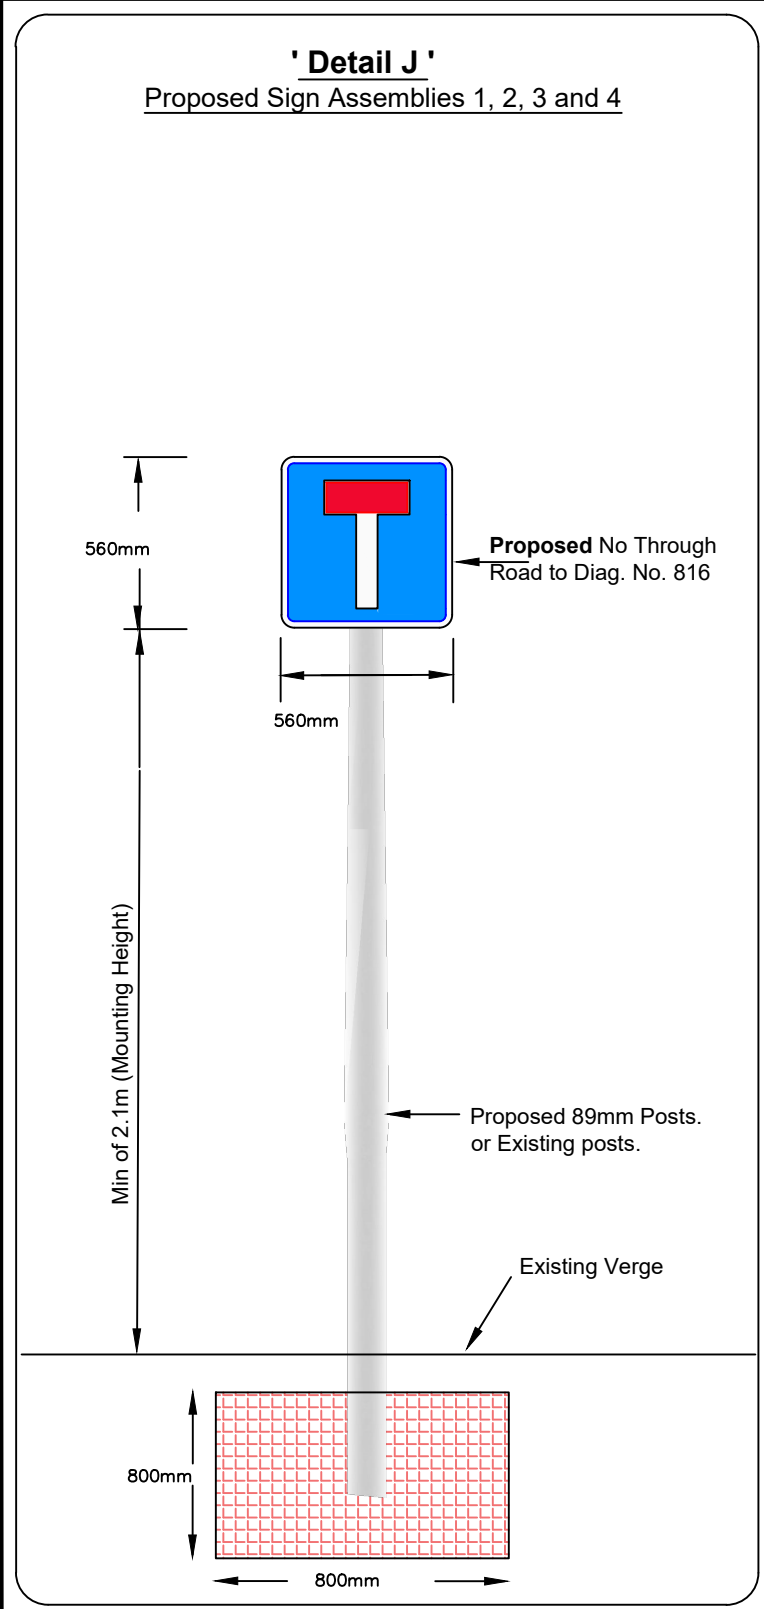 ' Detail J '
Proposed Sign Assemblies 1, 2, 3 and 4
560mm
Proposed No Through
Road to Diag. No. 816
560mm
Min of 2.1m (Mounting Height)
Proposed 89mm Posts.
or Existing posts.
Existing Verge
800mm
800mm